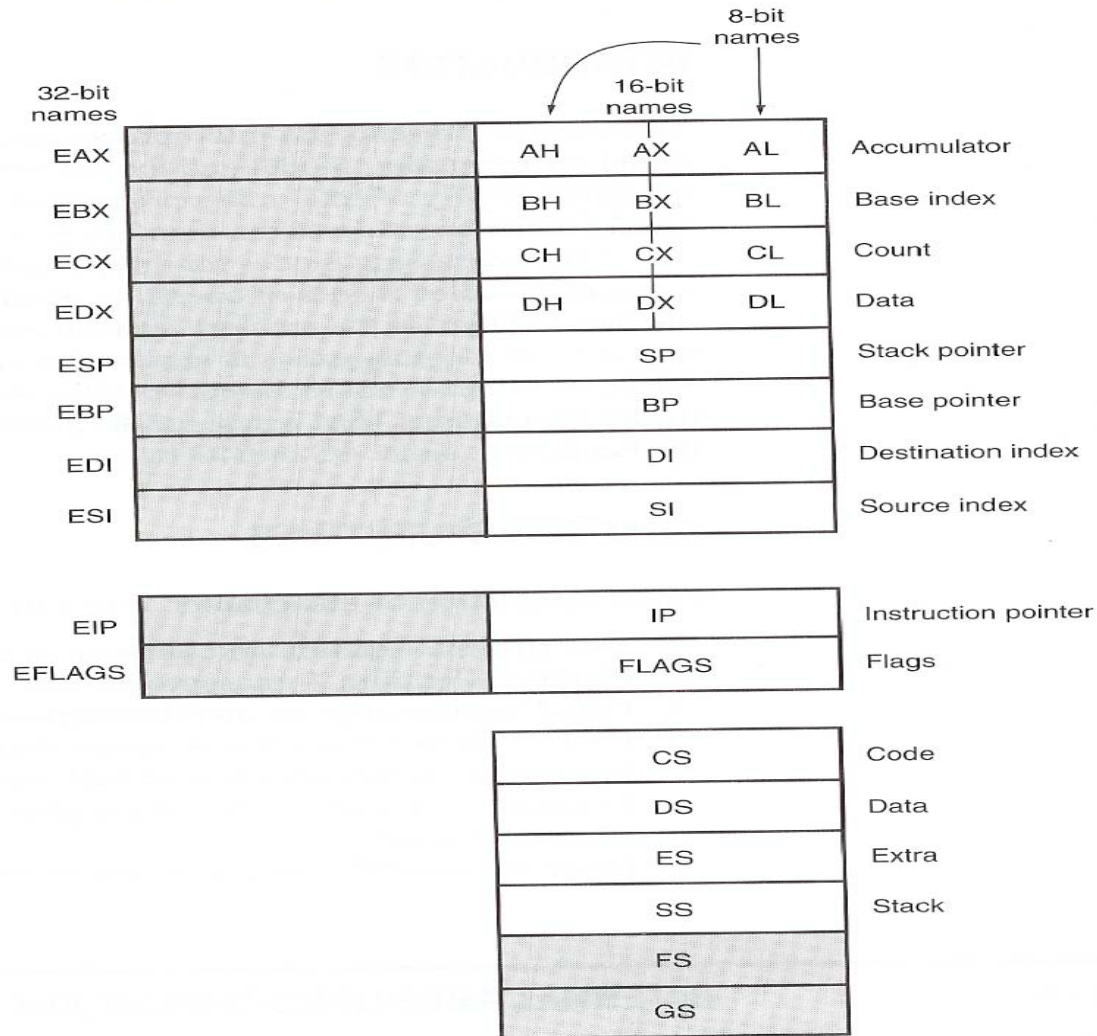 8-bit
names
32-bit
names
16-bit
names
EAX AH AX AL Accumulator
EBX BH BX BL Base index
ECX CH CX CL Count
EDX DH DX DL Data
ESP SP Stack pointer
EBP BP Base pointer
EDI DI Destination index
ESI SI Source index
EIP IP Instruction pointer
EFLAGS FLAGS Flags
CS Code
DS Data
ES Extra
SS Stack
FS
GS